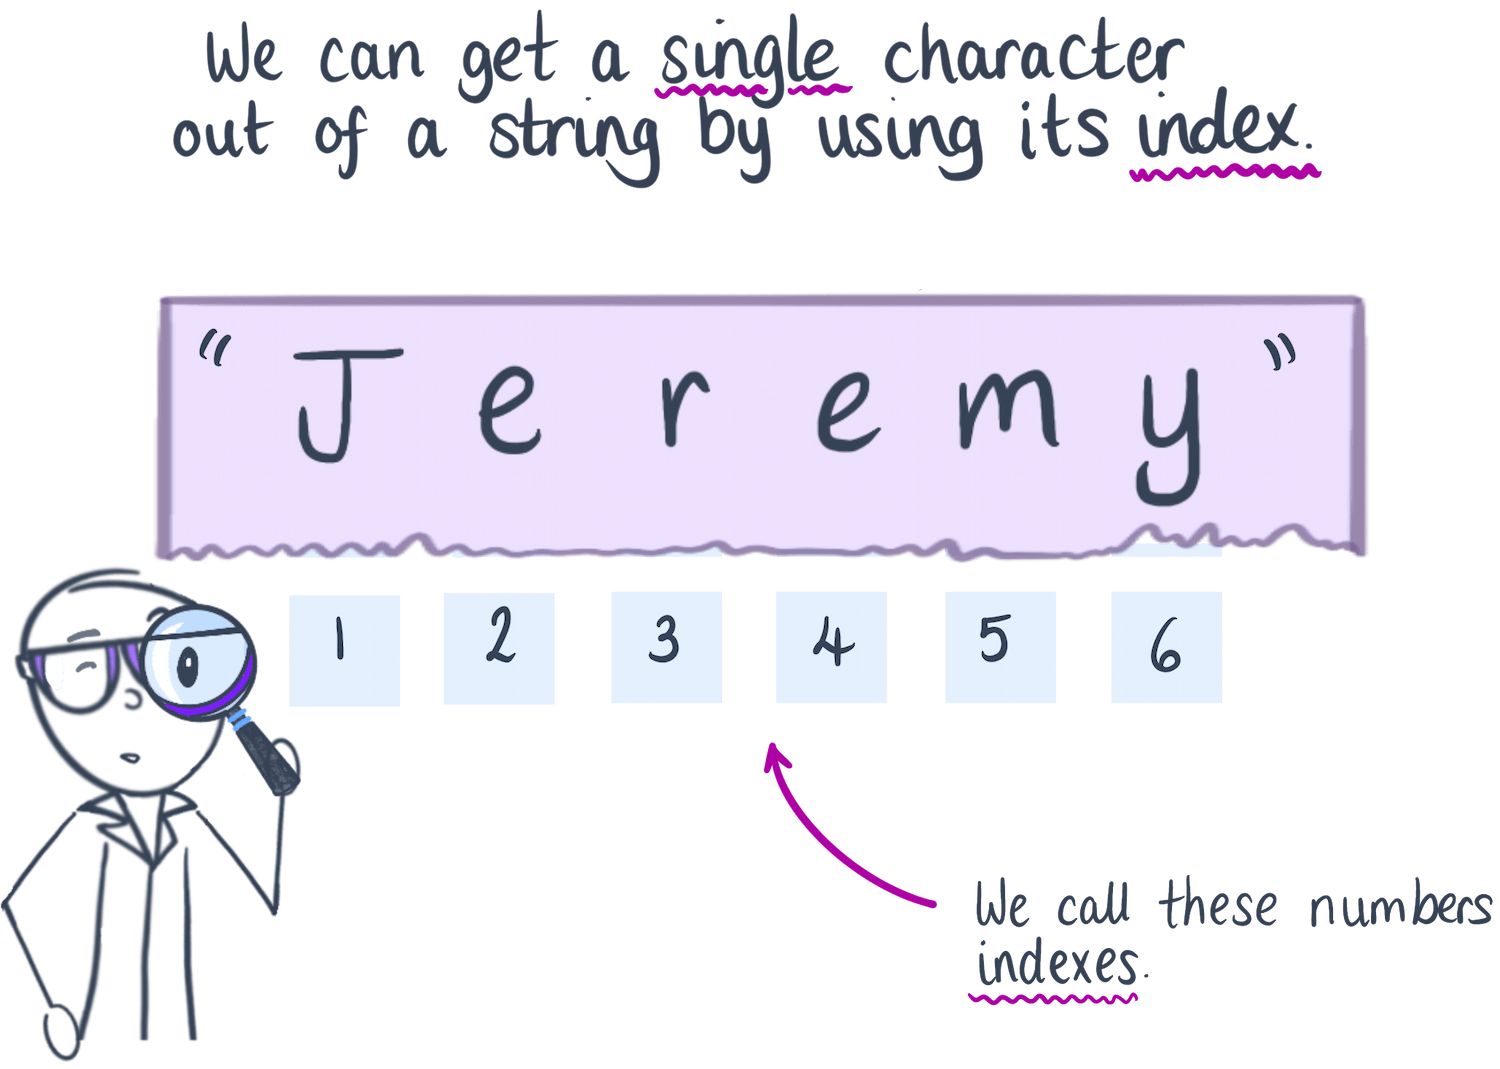 We can get a single character
out of a string by using its index.
“ J e r e m y ”
1 2 3 4 5 6
We call these numbers
indexes.